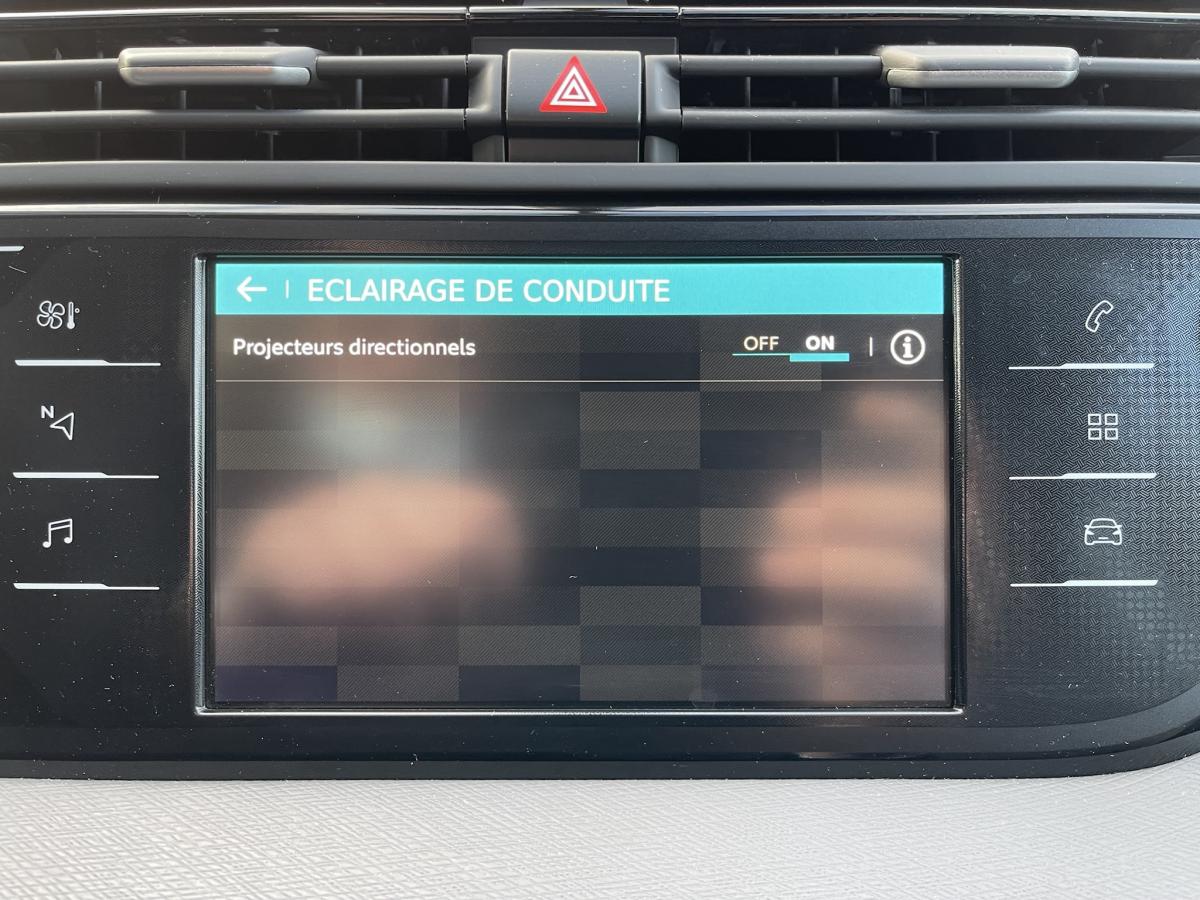 ECLAIRAGE DE CONDUITE
Projecteurs directionnels OFF ON
N